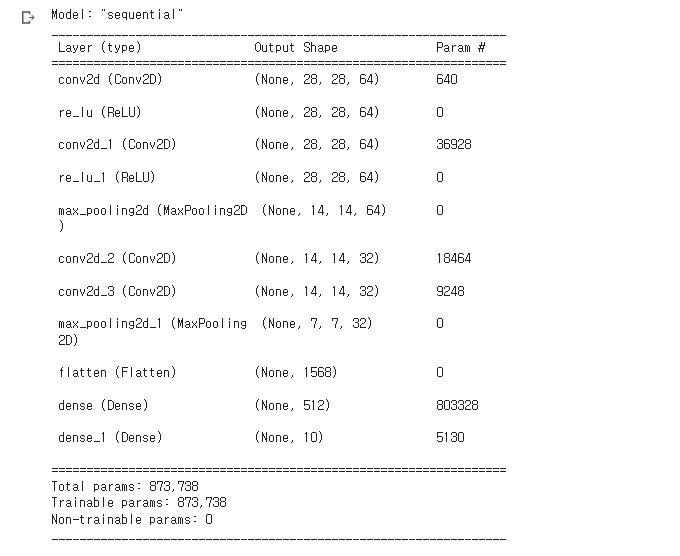 Model: "sequential"
_________________________________________________________________
Layer (type) Output Shape Param #
=================================================================
conv2d (Conv2D) (None, 28, 28, 64) 640
re_lu (ReLU) (None, 28, 28, 64) 0
conv2d_1 (Conv2D) (None, 28, 28, 64) 36928
re_lu_1 (ReLU) (None, 28, 28, 64) 0
max_pooling2d (MaxPooling2D (None, 14, 14, 64) 0
)
conv2d_2 (Conv2D) (None, 14, 14, 32) 18464
conv2d_3 (Conv2D) (None, 14, 14, 32) 9248
max_pooling2d_1 (MaxPooling (None, 7, 7, 32) 0
2D)
flatten (Flatten) (None, 1568) 0
dense (Dense) (None, 512) 803328
dense_1 (Dense) (None, 10) 5130
=================================================================
Total params: 873,738
Trainable params: 873,738
Non-trainable params: 0
_________________________________________________________________